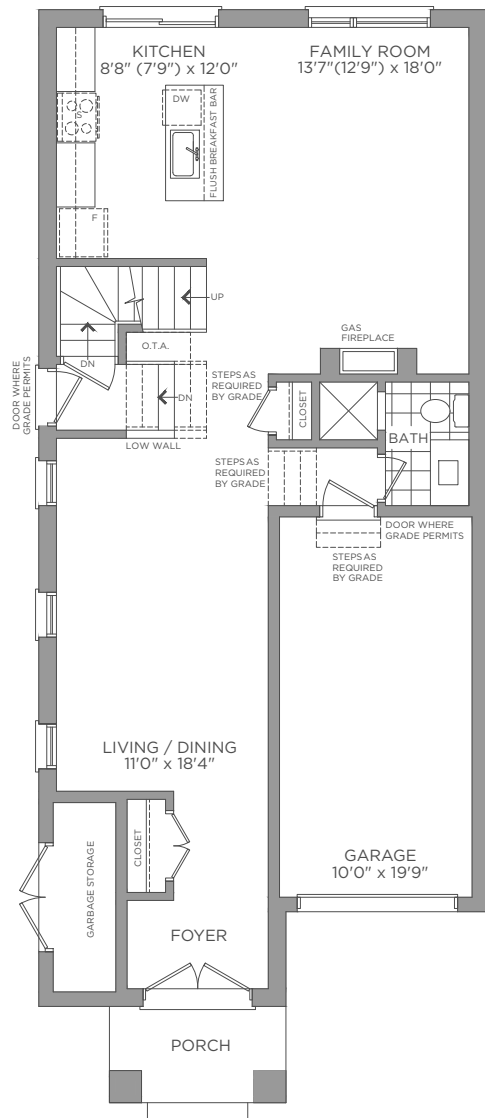 KITCHEN
8'8" (7'9") x 12'0"
FAMILY ROOM
13'7"(12'9") x 18'0"
DW
S
FLUSH BREAKFAST BAR
F
UP
O.T.A.
GAS
FIREPLACE
DN
DOOR WHERE
GRADE PERMITS
DN
STEPS AS
REQUIRED
BY GRADE
CLOSET
BATH
LOW WALL
STEPS AS
REQUIRED
BY GRADE
DOOR WHERE
GRADE PERMITS
STEPS AS
REQUIRED
BY GRADE
LIVING / DINING
11'0" x 18'4"
CLOSET
GARBAGE STORAGE
GARAGE
10'0" x 19'9"
FOYER
PORCH